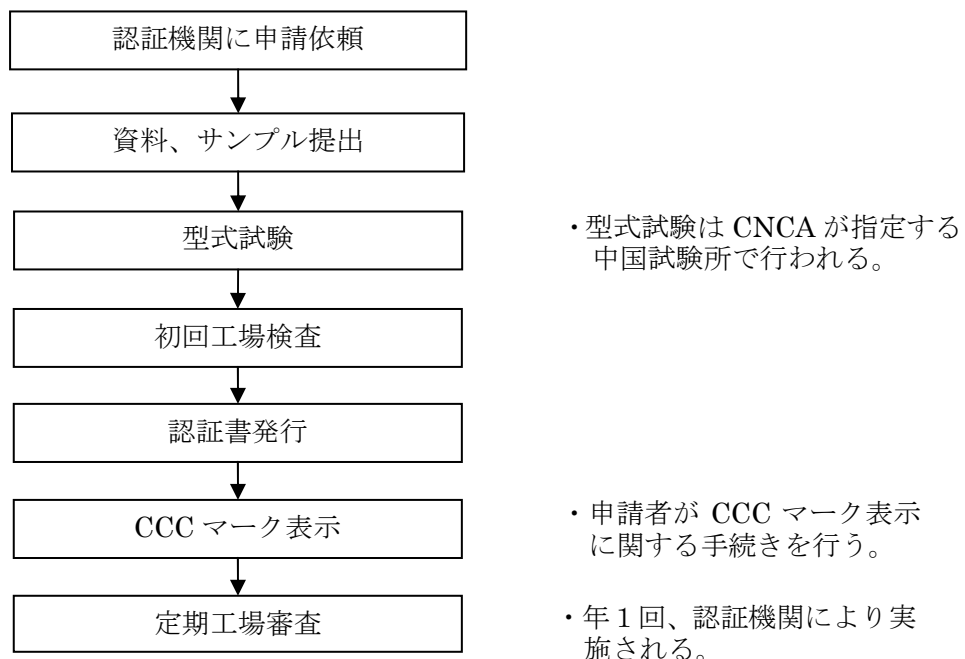 認証機関に申請依頼
資料、サンプル提出
型式試験
・型式試験は CNCA が指定する
中国試験所で行われる。
初回工場検査
認証書発行
CCC マーク表示
・申請者が CCC マーク表示
に関する手続きを行う。
定期工場審査
・年１回、認証機関により実
施される。